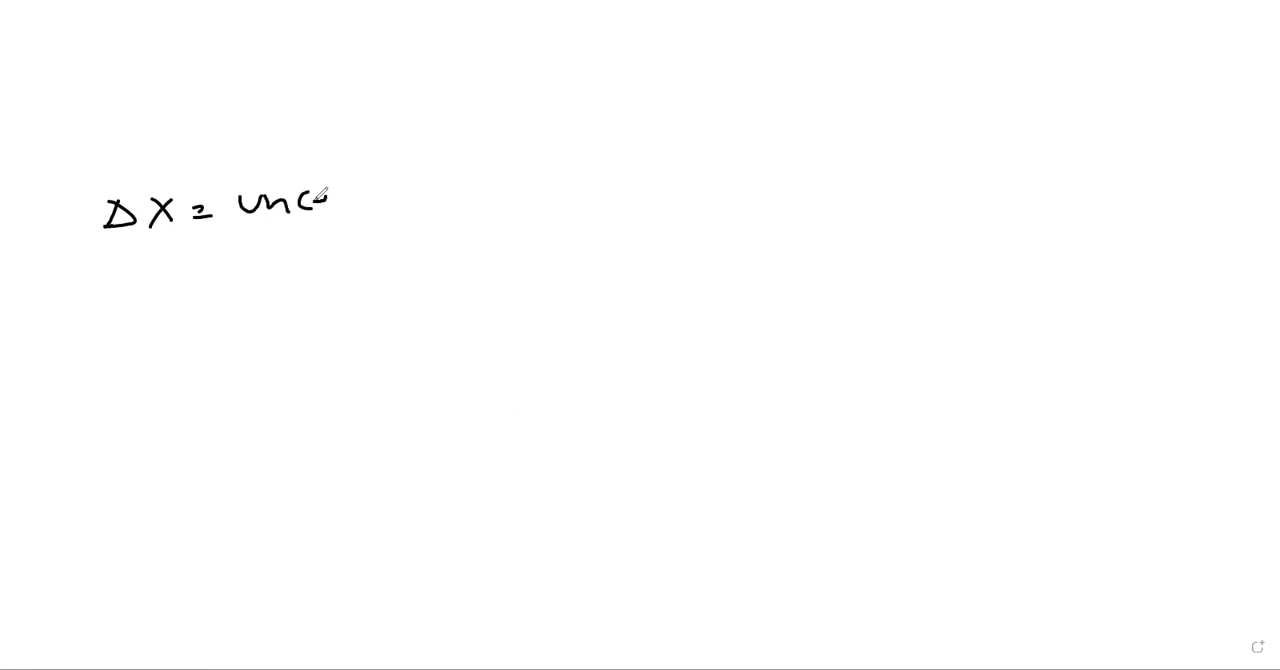 Δx = unc